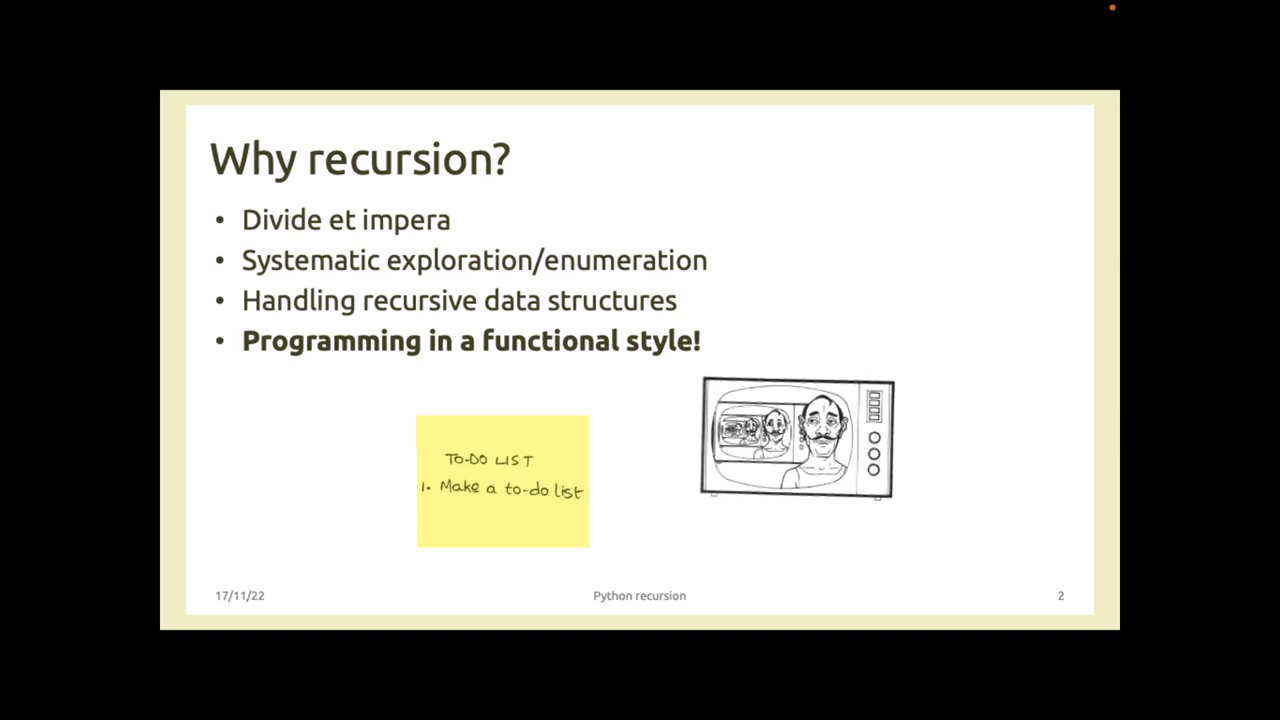 Why recursion?
• Divide et impera
• Systematic exploration/enumeration
• Handling recursive data structures
• Programming in a functional style!
TO-DO LIST
1. Make a to-do list
17/11/22
Python recursion
2